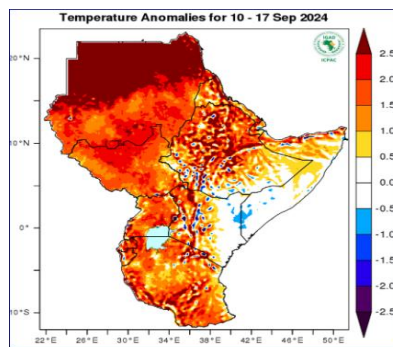 Temperature Anomalies for 10 - 17 Sep 2024
IGAD
ICPAC
20°N
10°N
0°
10°S
22°E 26°E 30°E 34°E 38°E 42°E 46°E 50°E
2.5
2.0
1.5
1.0
0.5
0.0
-0.5
-1.0
-1.5
-2.0
-2.5